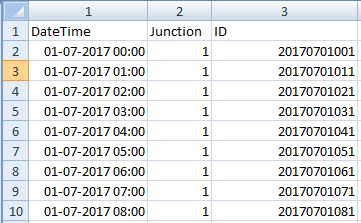 1 2 3
1 DateTime Junction ID
2 01-07-2017 00:00 1 20170701001
3 01-07-2017 01:00 1 20170701011
4 01-07-2017 02:00 1 20170701021
5 01-07-2017 03:00 1 20170701031
6 01-07-2017 04:00 1 20170701041
7 01-07-2017 05:00 1 20170701051
8 01-07-2017 06:00 1 20170701061
9 01-07-2017 07:00 1 20170701071
10 01-07-2017 08:00 1 20170701081